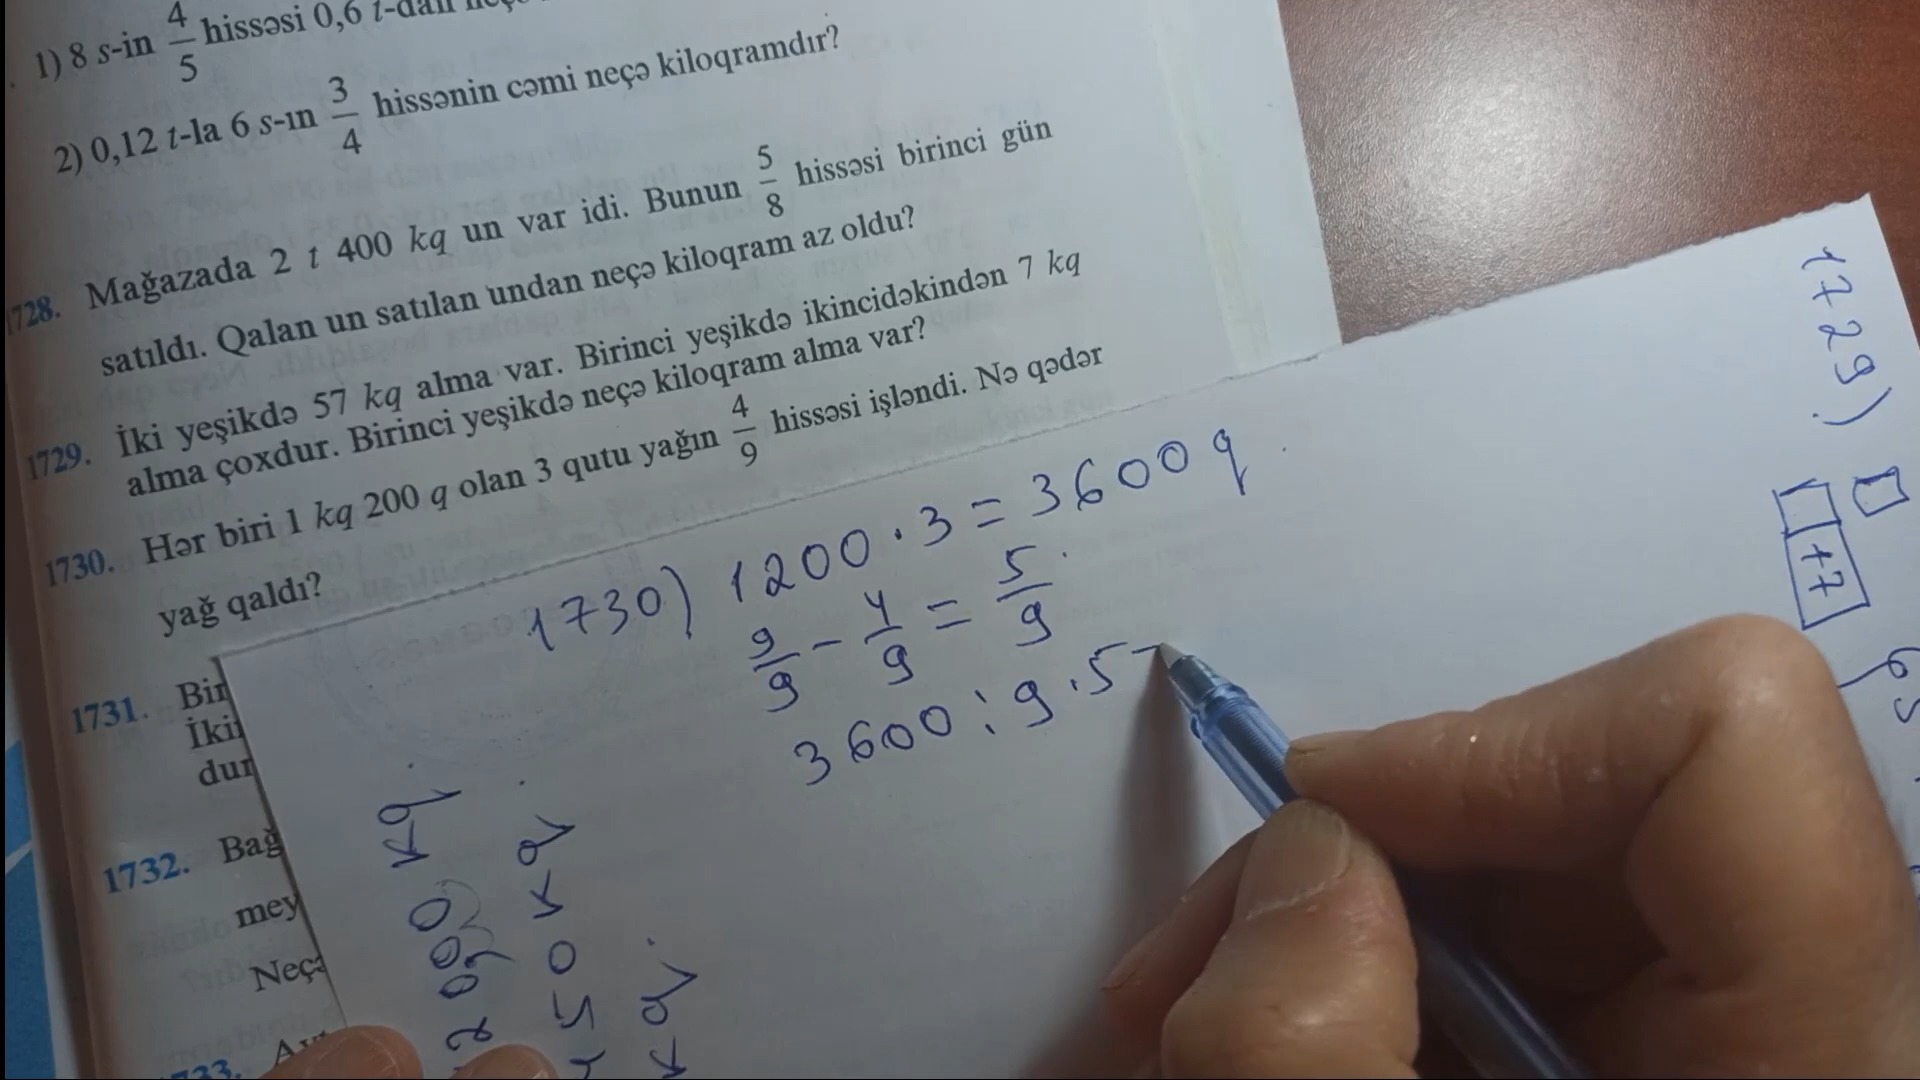 1) 8 s-in 4/5 hissəsi 0,6 t-dan
2) 0,12 t-la 6 s-ın 3/4 hissənin cəmi neçə kiloqramdır?
1728. Mağazada 2 t 400 kq un var idi. Bunun 5/8 hissəsi birinci gün
satıldı. Qalan un satılan undan neçə kiloqram az oldu?
1729. İki yeşikdə 57 kq alma var. Birinci yeşikdə ikincidəkindən 7 kq
alma çoxdur. Birinci yeşikdə neçə kiloqram alma var?
1730. Hər biri 1 kq 200 q olan 3 qutu yağın 4/9 hissəsi işləndi. Nə qədər
yağ qaldı?
1731. Bir
İki
dur
1732. Bağ
mey
Neçə
733.
1730) 1200 · 3 = 3600 q
9/9 - 4/9 = 5/9
3600 : 9 · 5
1729)
+7